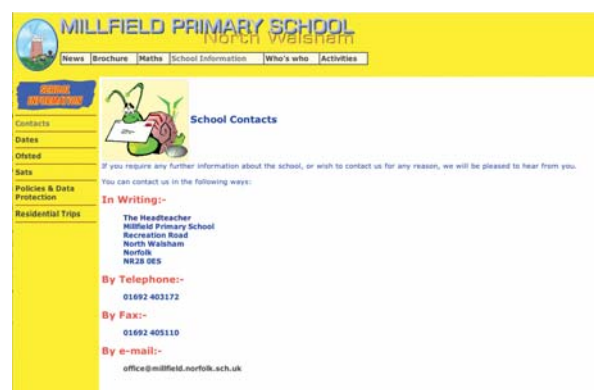 MILLFIELD PRIMARY SCHOOL
North Walsham
News Brochure Maths School Information Who's who Activities
SCHOOL
INFORMATION
Contacts
Dates
Ofsted
Sats
Policies & Data
Protection
Residential Trips
School Contacts
If you require any further information about the school, or wish to contact us for any reason, we will be pleased to hear from you.
You can contact us in the following ways:
In Writing:-
The Headteacher
Millfield Primary School
Recreation Road
North Walsham
Norfolk
NR28 0ES
By Telephone:-
01692 403172
By Fax:-
01692 405110
By e-mail:-
office@millfield.norfolk.sch.uk